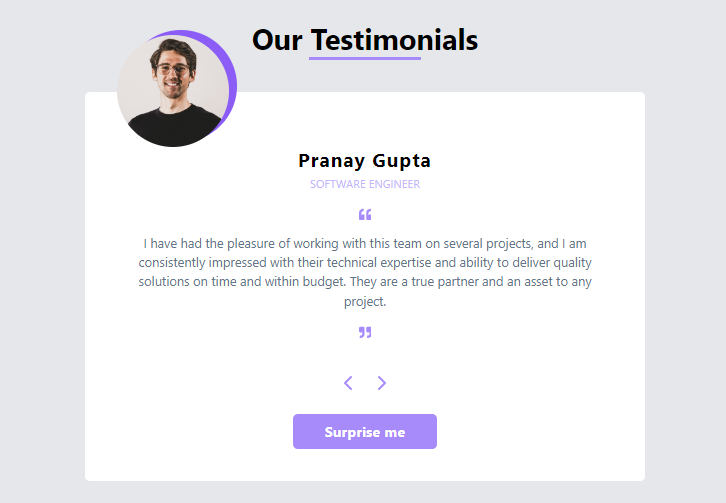 Our Testimonials
Pranay Gupta
SOFTWARE ENGINEER
“
I have had the pleasure of working with this team on several projects, and I am
consistently impressed with their technical expertise and ability to deliver quality
solutions on time and within budget. They are a true partner and an asset to any
project.
”
Surprise me